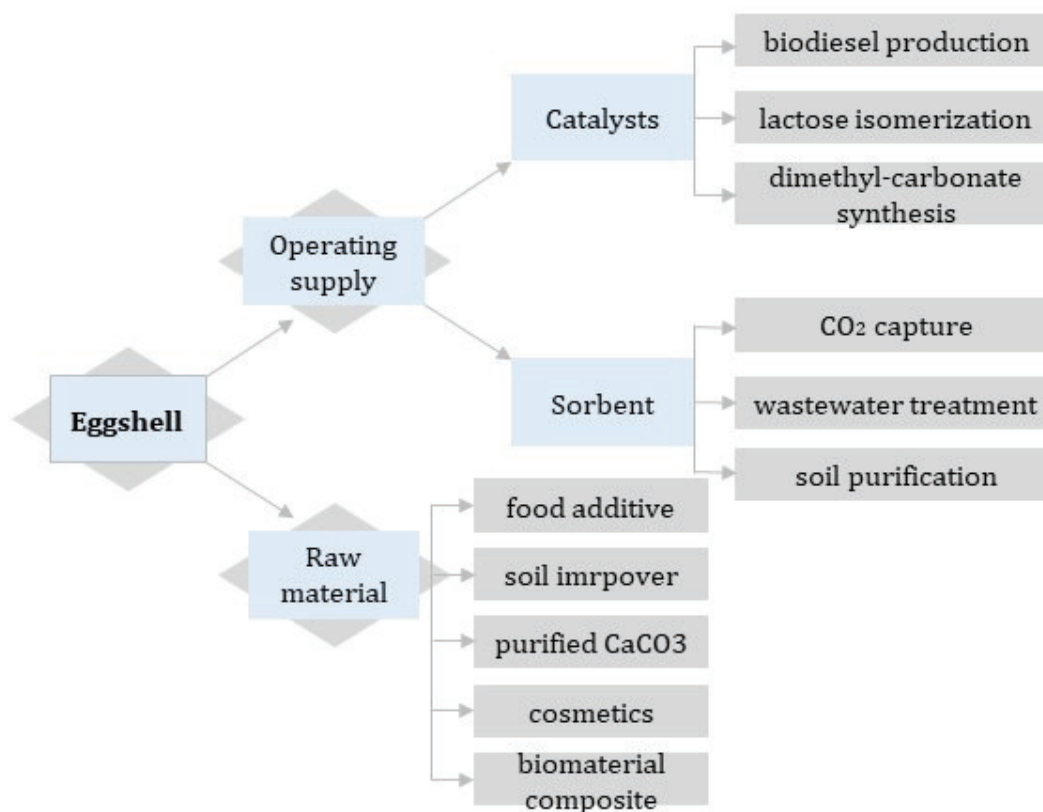 biodiesel production
Catalysts
lactose isomerization
dimethyl-carbonate
synthesis
Operating
supply
CO₂ capture
Sorbent
wastewater treatment
Eggshell
soil purification
food additive
Raw
material
soil imrpover
purified CaCO3
cosmetics
biomaterial
composite